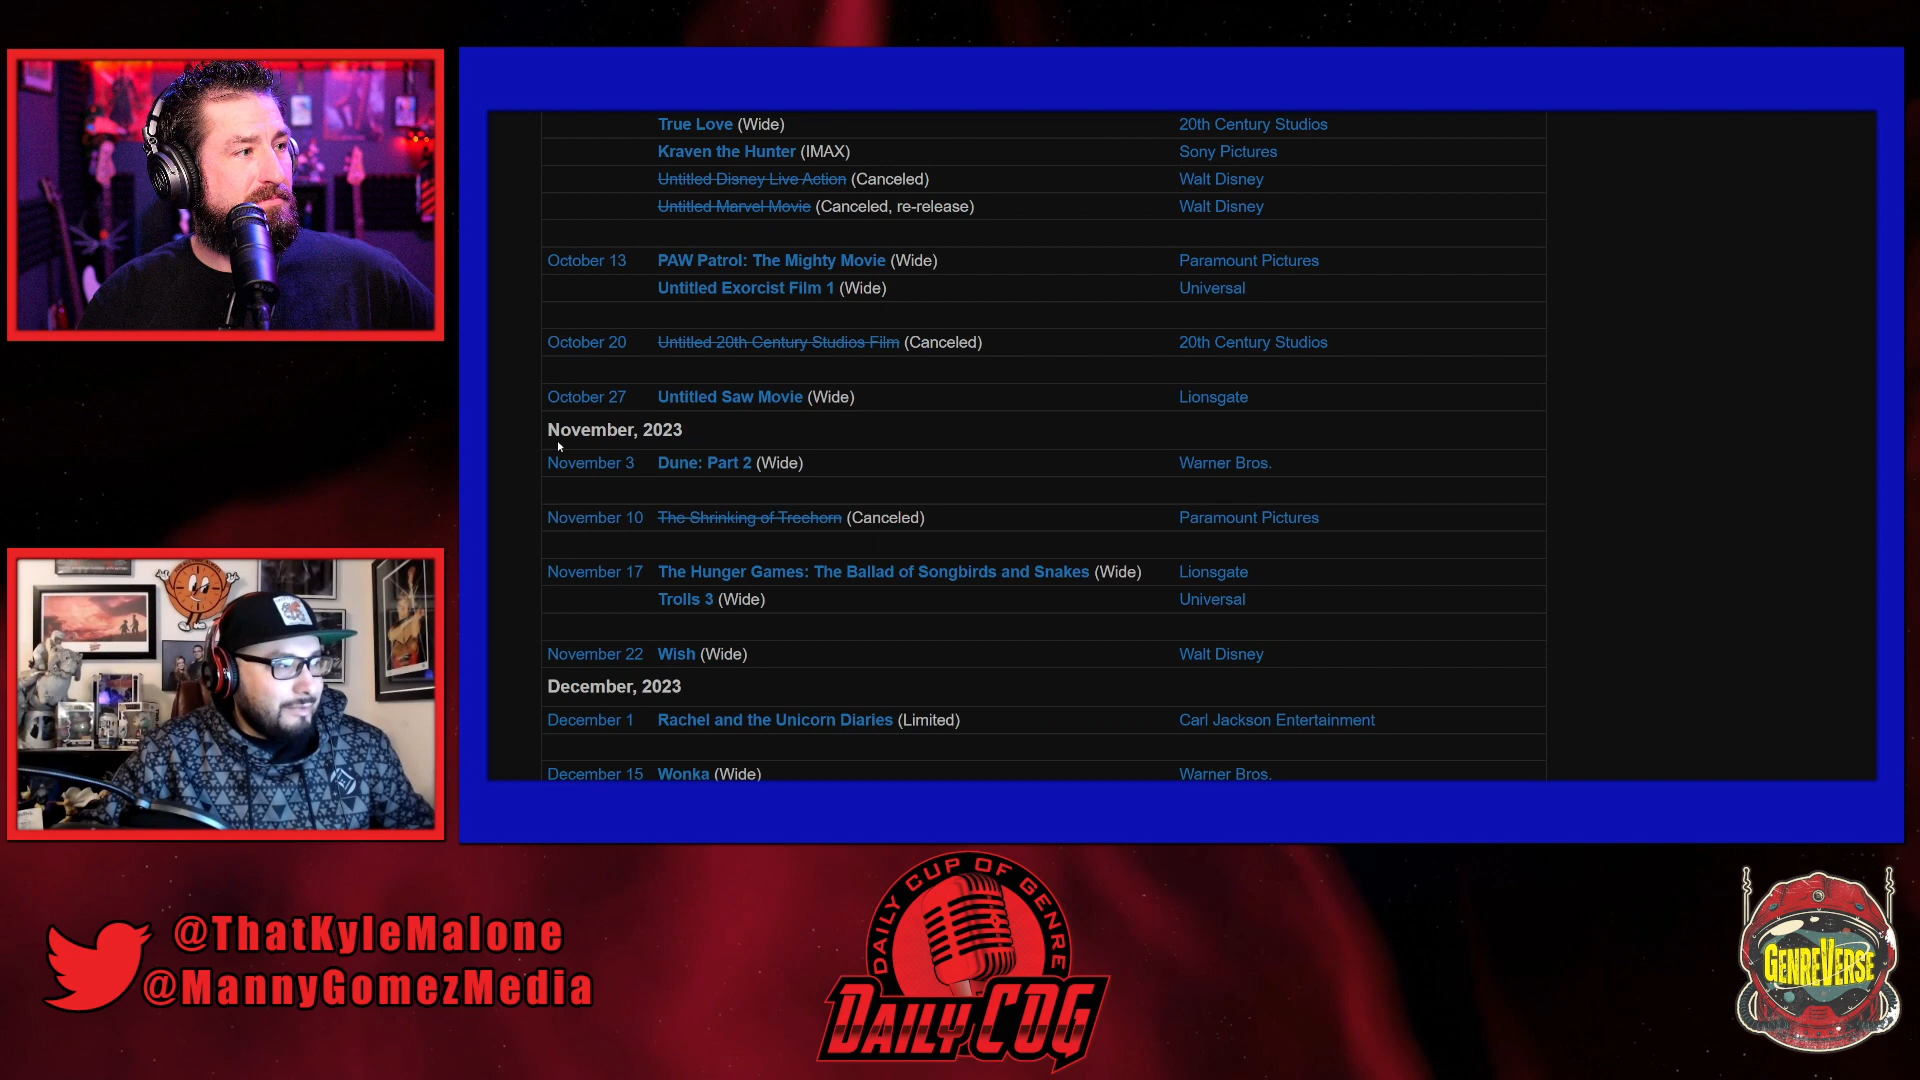 True Love (Wide) 20th Century Studios
Kraven the Hunter (IMAX) Sony Pictures
Untitled Disney Live Action (Canceled) Walt Disney
Untitled Marvel Movie (Canceled, re-release) Walt Disney
October 13 PAW Patrol: The Mighty Movie (Wide) Paramount Pictures
Untitled Exorcist Film 1 (Wide) Universal
October 20 Untitled 20th Century Studios Film (Canceled) 20th Century Studios
October 27 Untitled Saw Movie (Wide) Lionsgate
November, 2023
November 3 Dune: Part 2 (Wide) Warner Bros.
November 10 The Shrinking of Treehorn (Canceled) Paramount Pictures
November 17 The Hunger Games: The Ballad of Songbirds and Snakes (Wide) Lionsgate
Trolls 3 (Wide) Universal
November 22 Wish (Wide) Walt Disney
December, 2023
December 1 Rachel and the Unicorn Diaries (Limited) Carl Jackson Entertainment
December 15 Wonka (Wide) Warner Bros.
@ThatKyleMalone
@MannyGomezMedia
DAILY CUP OF GENRE
DAILY COG
GENREVERSE